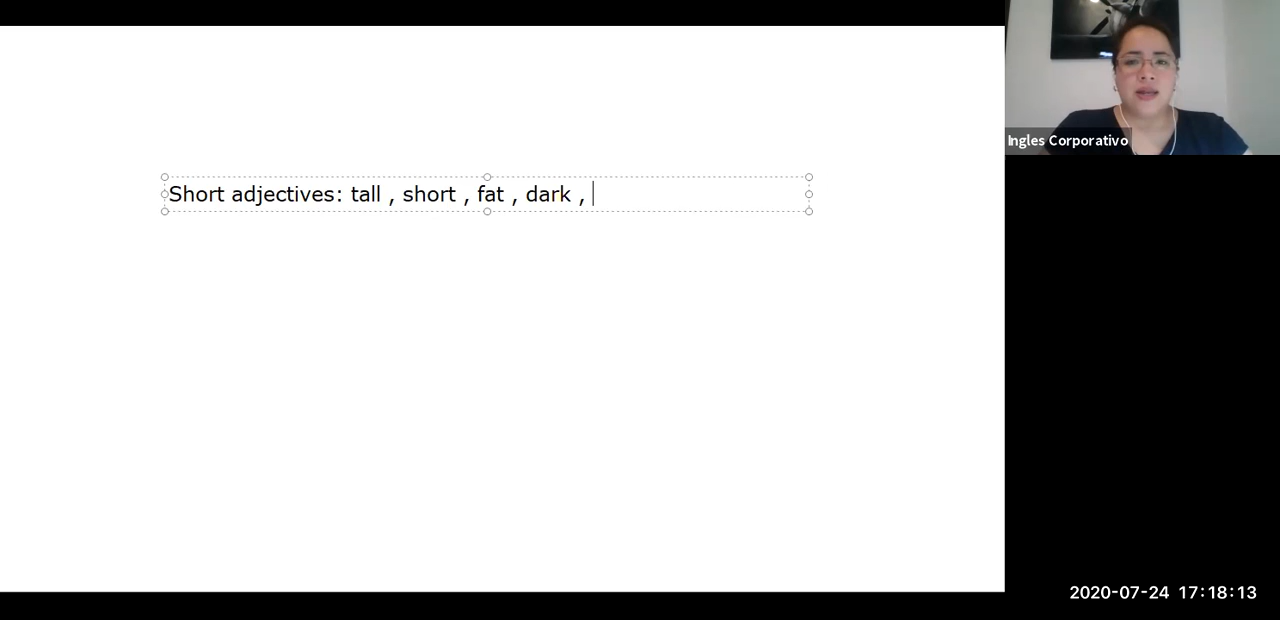 Short adjectives: tall , short , fat , dark ,
Ingles Corporativo
2020-07-24 17:18:13